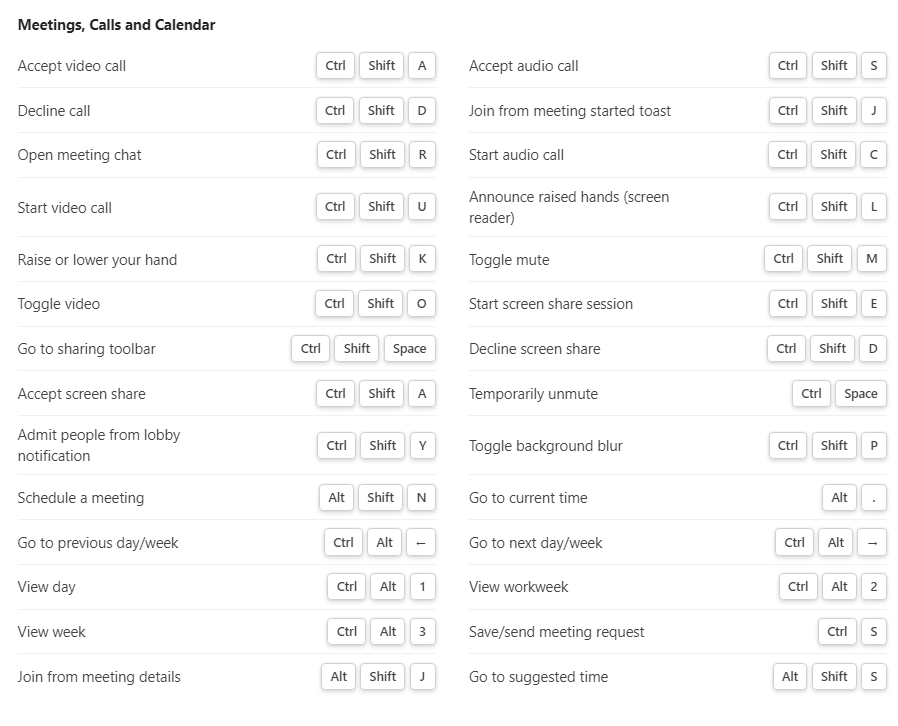 Meetings, Calls and Calendar
Accept video call Ctrl Shift A
Accept audio call Ctrl Shift S
Decline call Ctrl Shift D
Join from meeting started toast Ctrl Shift J
Open meeting chat Ctrl Shift R
Start audio call Ctrl Shift C
Start video call Ctrl Shift U
Announce raised hands (screen
reader) Ctrl Shift L
Raise or lower your hand Ctrl Shift K
Toggle mute Ctrl Shift M
Toggle video Ctrl Shift O
Start screen share session Ctrl Shift E
Go to sharing toolbar Ctrl Shift Space
Decline screen share Ctrl Shift D
Accept screen share Ctrl Shift A
Temporarily unmute Ctrl Space
Admit people from lobby
notification Ctrl Shift Y
Toggle background blur Ctrl Shift P
Schedule a meeting Alt Shift N
Go to current time Alt .
Go to previous day/week Ctrl Alt ←
Go to next day/week Ctrl Alt →
View day Ctrl Alt 1
View workweek Ctrl Alt 2
View week Ctrl Alt 3
Save/send meeting request Ctrl S
Join from meeting details Alt Shift J
Go to suggested time Alt Shift S